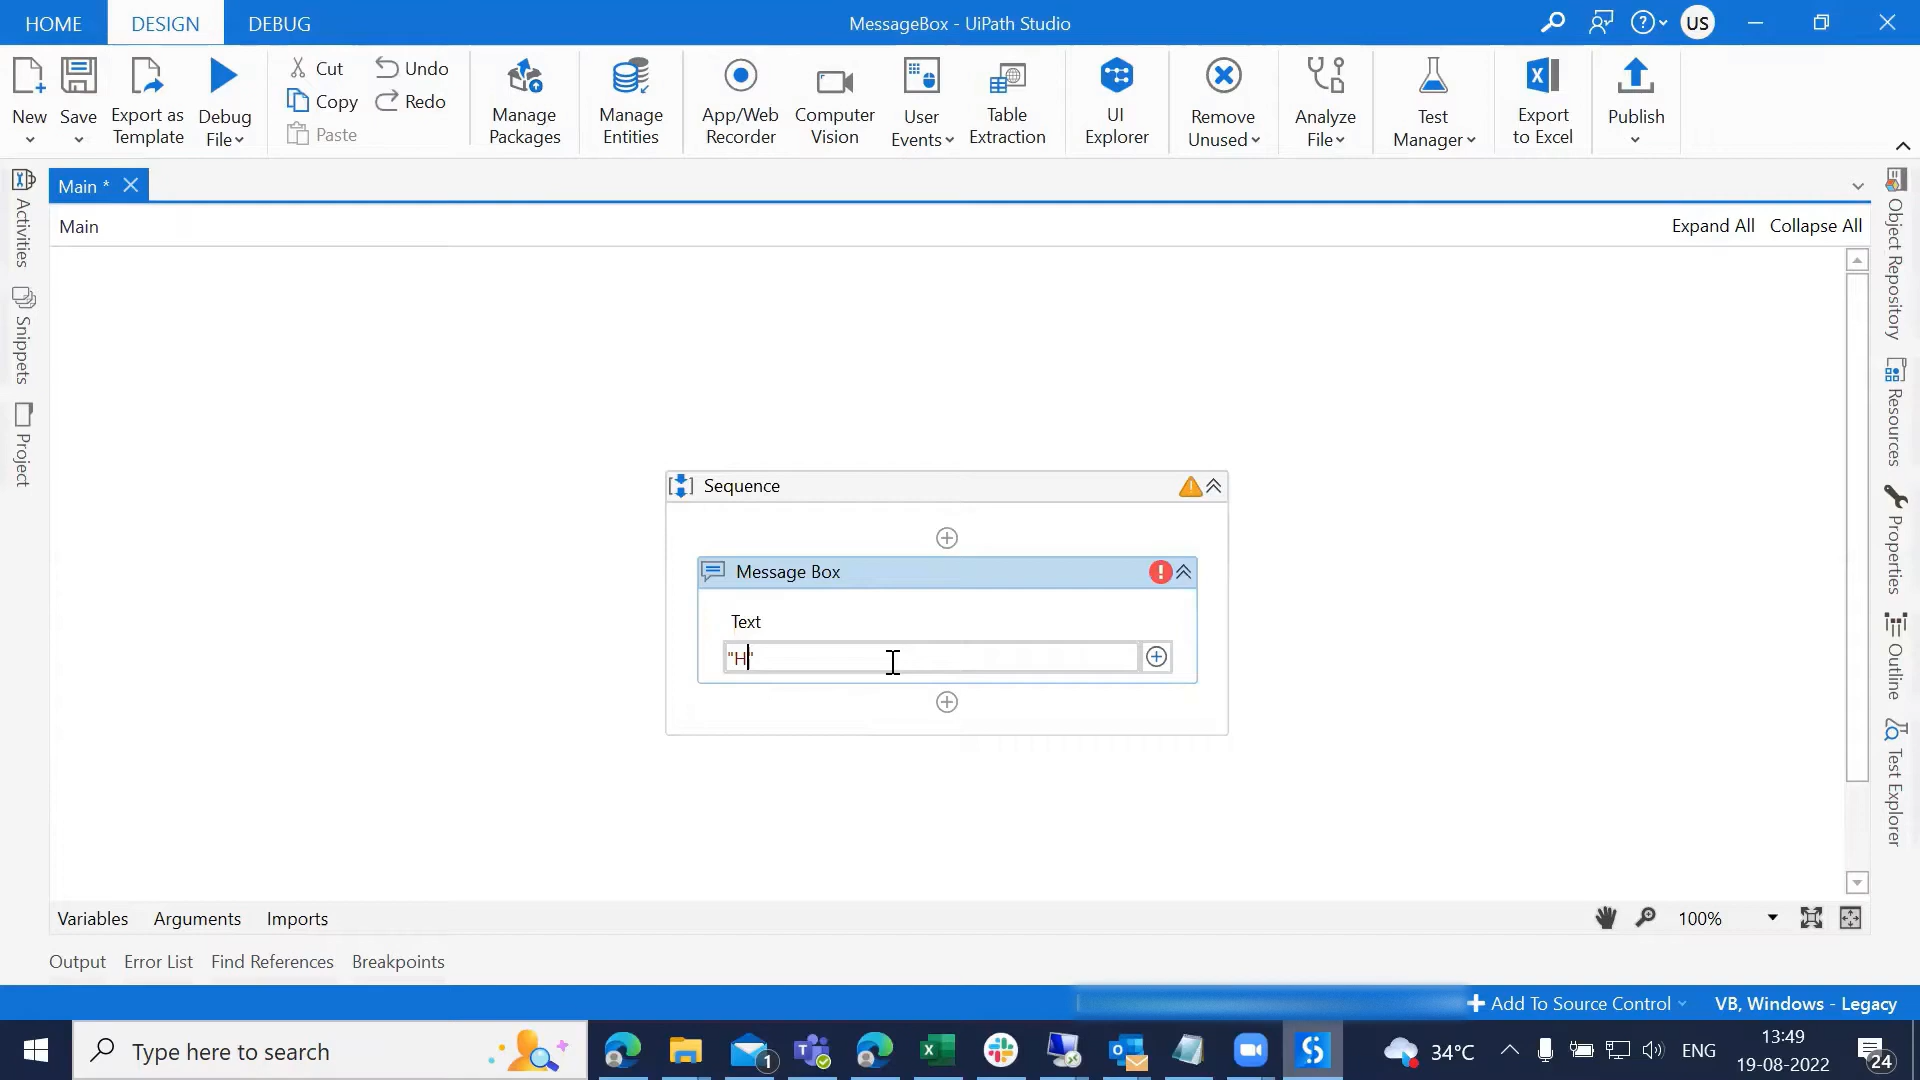 HOME DESIGN DEBUG MessageBox - UiPath Studio US
New Save Export as Template Debug File Cut Copy Paste Undo Redo Manage Packages Manage Entities App/Web Recorder Computer Vision User Events Table Extraction UI Explorer Remove Unused Analyze File Test Manager Export to Excel Publish
Main *
Main Expand All Collapse All
Activities
Snippets
Project
Object Repository
Resources
Properties
Outline
Test Explorer
Sequence
Message Box
Text
"H"
Variables Arguments Imports 100%
Output Error List Find References Breakpoints
Add To Source Control VB, Windows - Legacy
Type here to search 1 34°C ENG 13:49
19-08-2022 24